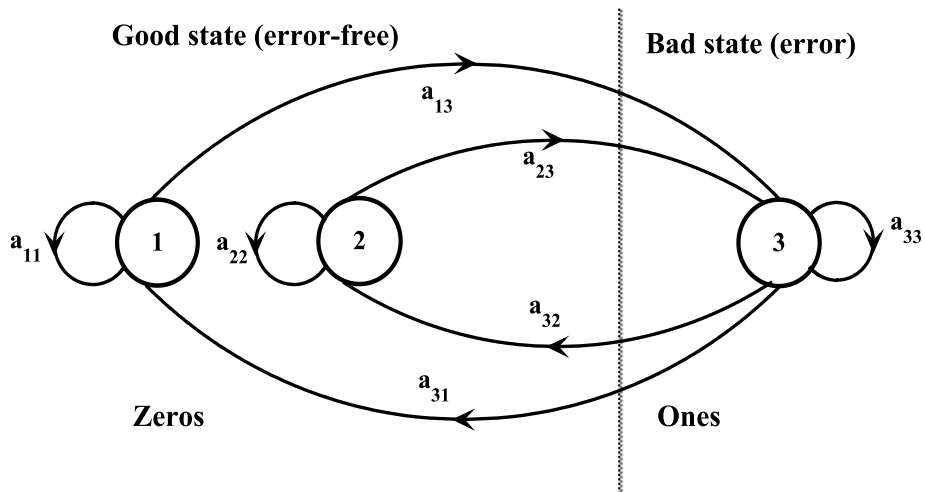 Good state (error-free)
Bad state (error)
a13
a23
a11
1
a22
2
3
a33
a32
a31
Zeros
Ones